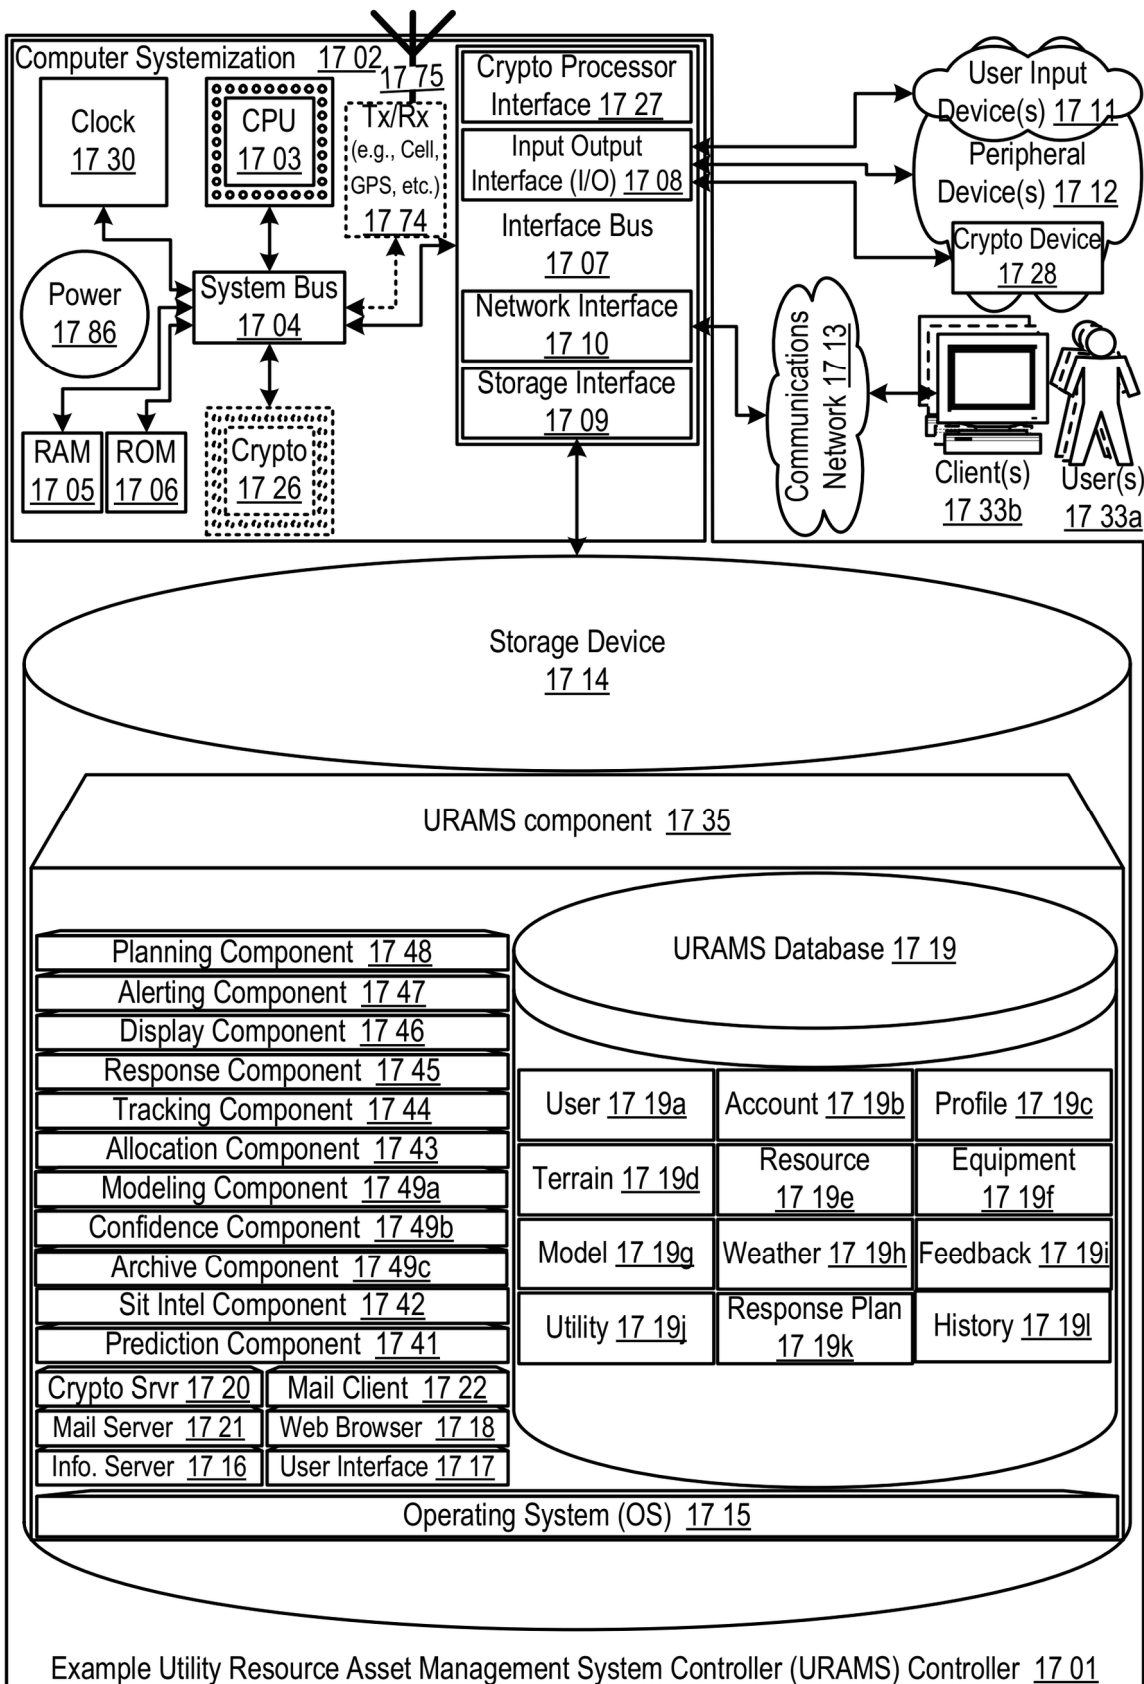 Computer Systemization 17 02
17 75
Clock
17 30
CPU
17 03
Tx/Rx
(e.g., Cell,
GPS, etc.)
17 74
Crypto Processor
Interface 17 27
Input Output
Interface (I/O) 17 08
Interface Bus
17 07
Network Interface
17 10
Storage Interface
17 09
User Input
Device(s) 17 11
Peripheral
Device(s) 17 12
Crypto Device
17 28
Power
17 86
System Bus
17 04
RAM
17 05
ROM
17 06
Crypto
17 26
Communications
Network 17 13
Client(s)
17 33b
User(s)
17 33a
Storage Device
17 14
URAMS component 17 35
Planning Component 17 48
Alerting Component 17 47
Display Component 17 46
Response Component 17 45
Tracking Component 17 44
Allocation Component 17 43
Modeling Component 17 49a
Confidence Component 17 49b
Archive Component 17 49c
Sit Intel Component 17 42
Prediction Component 17 41
Crypto Srvr 17 20
Mail Client 17 22
Mail Server 17 21
Web Browser 17 18
Info. Server 17 16
User Interface 17 17
URAMS Database 17 19
User 17 19a
Account 17 19b
Profile 17 19c
Terrain 17 19d
Resource
17 19e
Equipment
17 19f
Model 17 19g
Weather 17 19h
Feedback 17 19i
Utility 17 19j
Response Plan
17 19k
History 17 19l
Operating System (OS) 17 15
Example Utility Resource Asset Management System Controller (URAMS) Controller 17 01